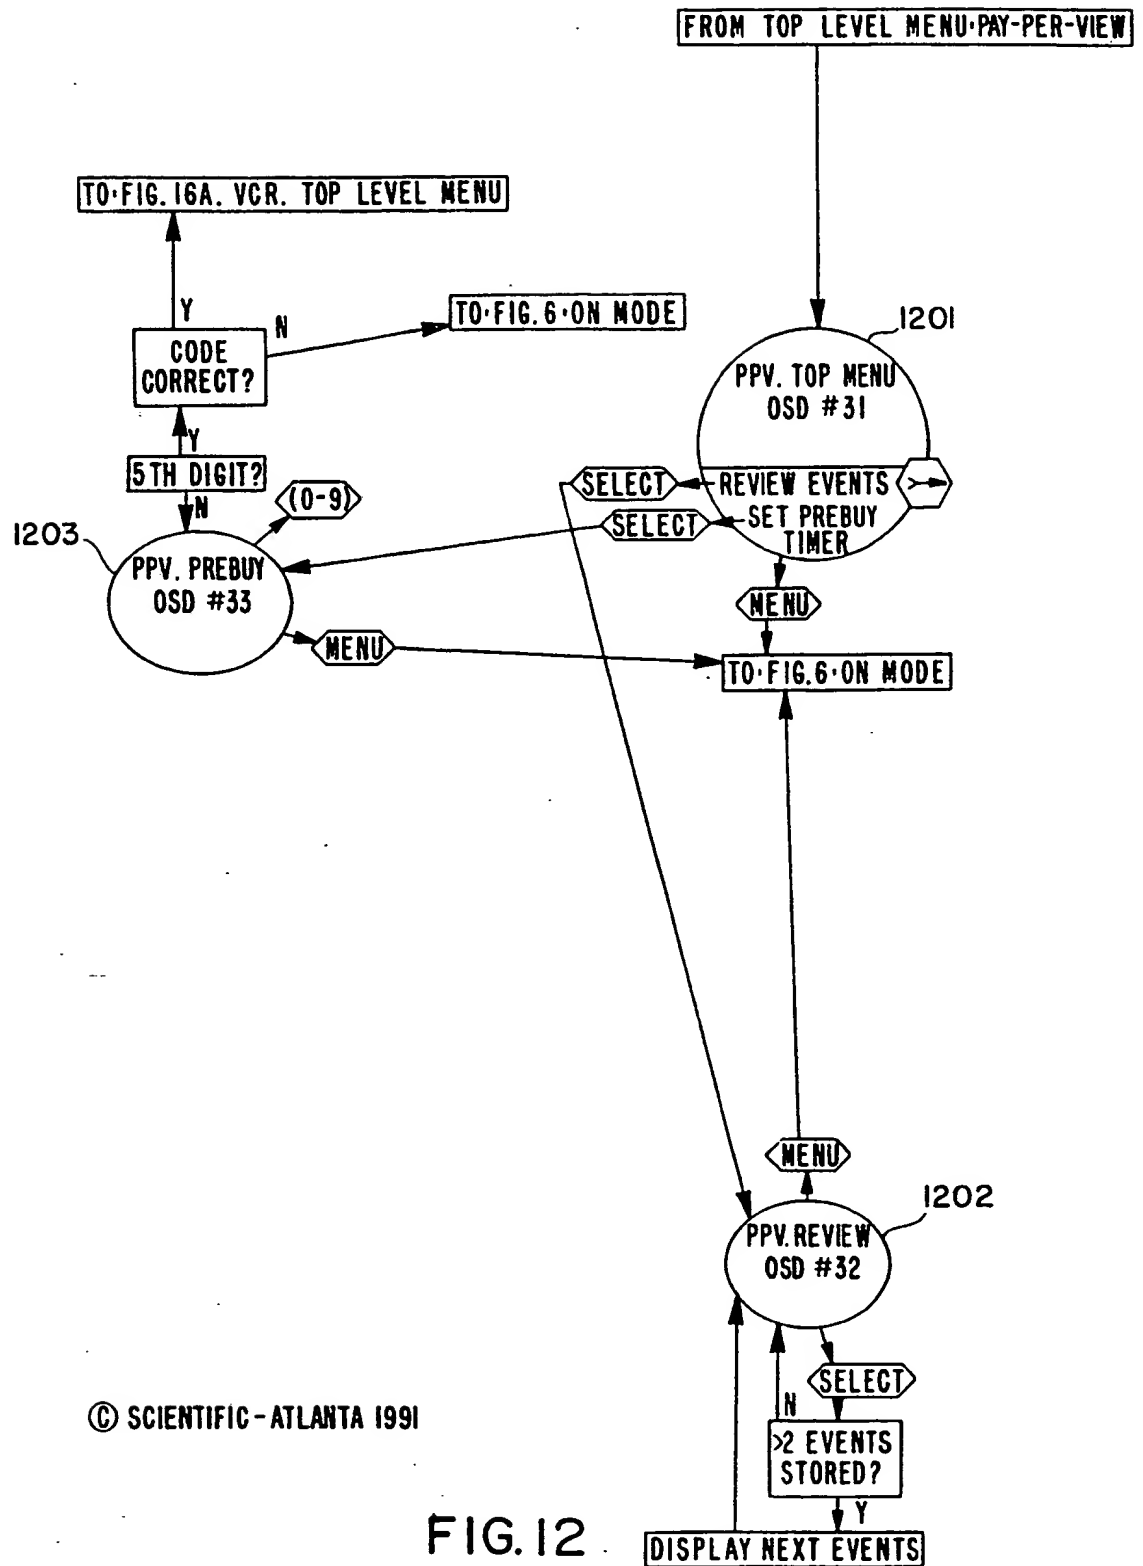 FROM TOP LEVEL MENU·PAY-PER-VIEW
TO·FIG. 16A. VCR. TOP LEVEL MENU
Y
CODE
CORRECT?
N
TO·FIG. 6·ON MODE
Y
5TH DIGIT?
N
(0-9)
1203
PPV. PREBUY
OSD #33
MENU
1201
PPV. TOP MENU
OSD #31
SELECT
REVIEW EVENTS
SELECT
SET PREBUY
TIMER
MENU
TO·FIG.6·ON MODE
MENU
1202
PPV. REVIEW
OSD #32
SELECT
N
>2 EVENTS
STORED?
Y
DISPLAY NEXT EVENTS
© SCIENTIFIC-ATLANTA 1991
FIG. 12